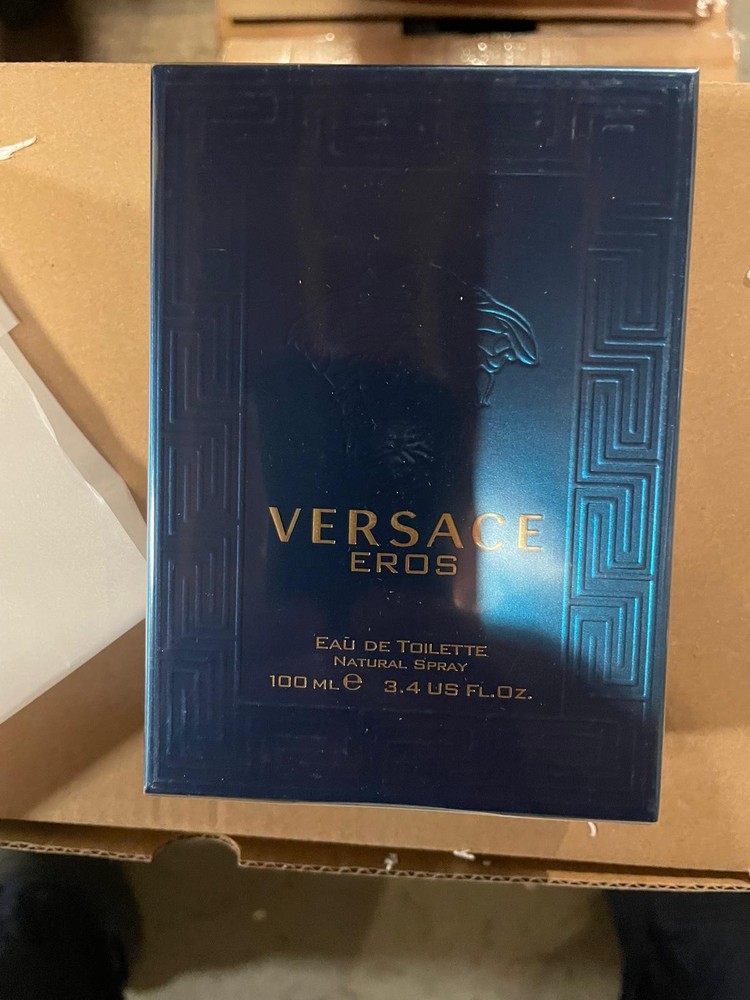 VERSACE
EROS
EAU DE TOILETTE
NATURAL SPRAY
100 ML ℮ 3.4 US FL.OZ.